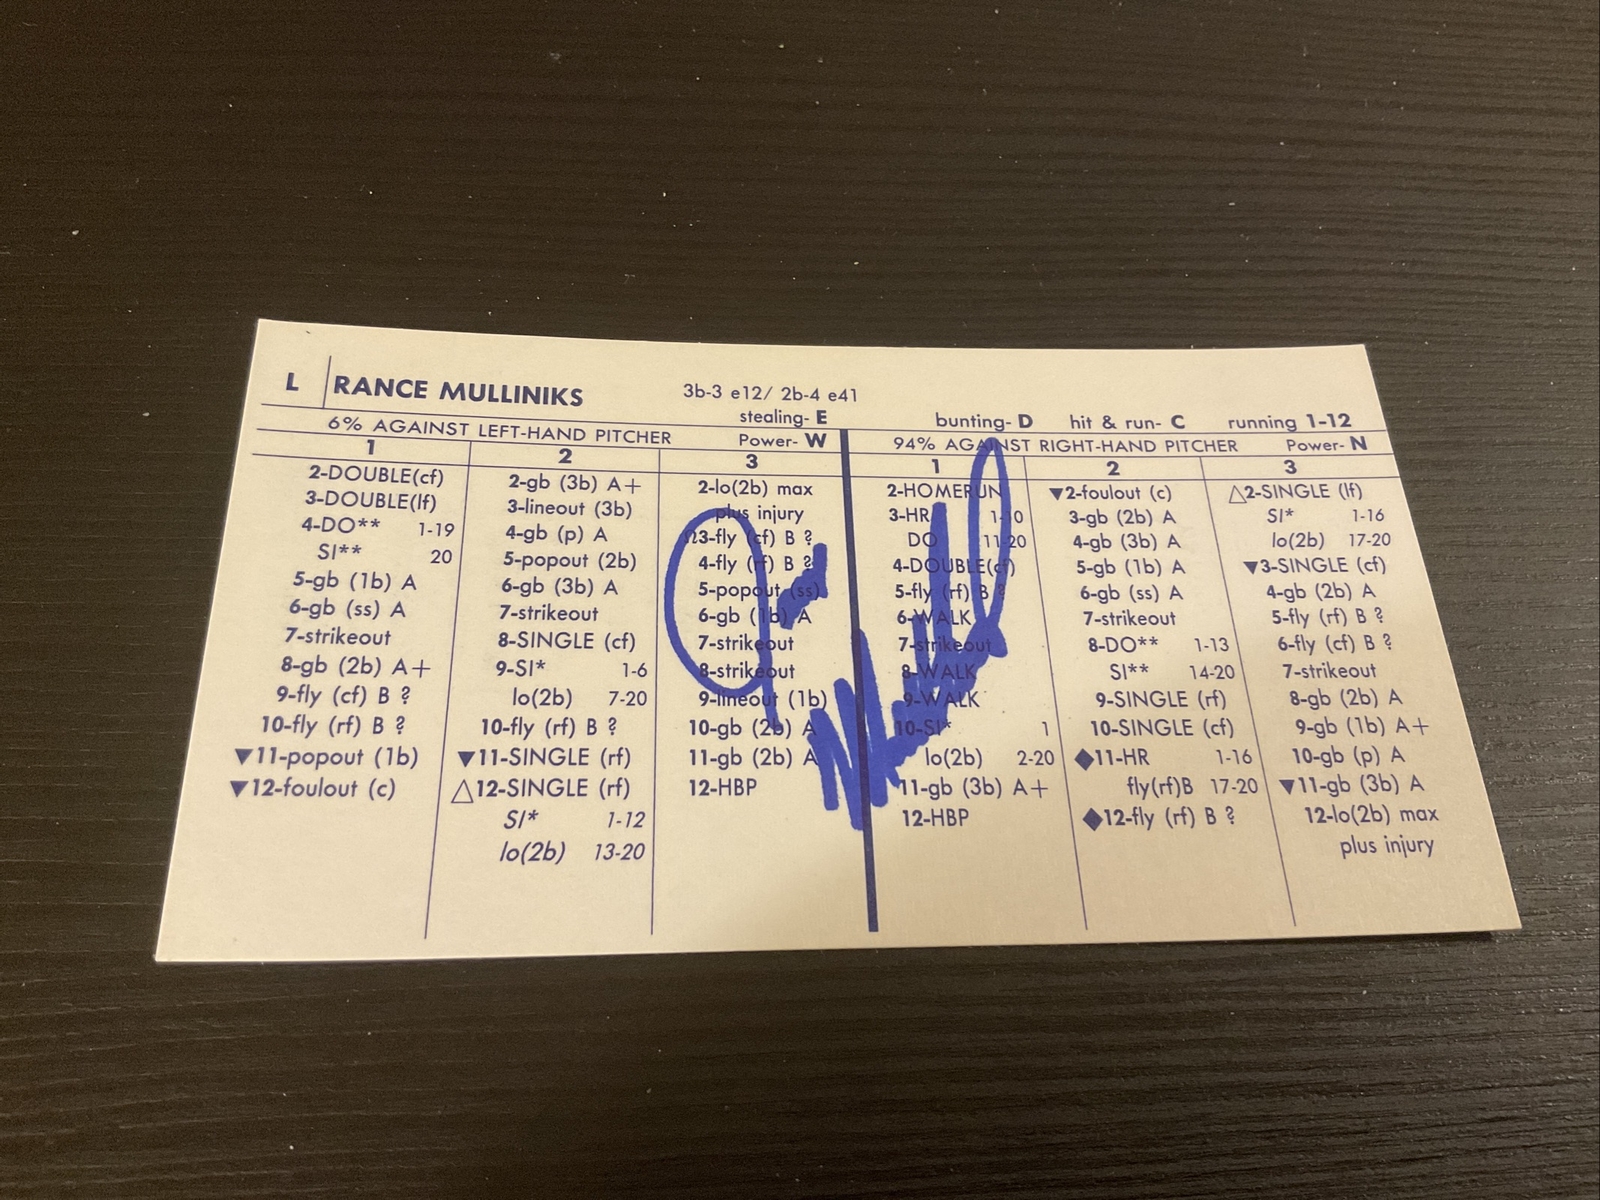 L RANCE MULLINIKS 3b-3 e12/ 2b-4 e41
stealing- E bunting- D hit & run- C running 1-12
6% AGAINST LEFT-HAND PITCHER Power- W
1 2 3
2-DOUBLE(cf)
3-DOUBLE(lf)
4-DO** 1-19
SI** 20
5-gb (1b) A
6-gb (ss) A
7-strikeout
8-gb (2b) A+
9-fly (cf) B ?
10-fly (rf) B ?
▼11-popout (1b)
▼12-foulout (c)
2-gb (3b) A+
3-lineout (3b)
4-gb (p) A
5-popout (2b)
6-gb (3b) A
7-strikeout
8-SINGLE (cf)
9-SI* 1-6
lo(2b) 7-20
10-fly (rf) B ?
▼11-SINGLE (rf)
△12-SINGLE (rf)
SI* 1-12
lo(2b) 13-20
2-lo(2b) max
plus injury
Ω3-fly (cf) B ?
4-fly (rf) B ?
5-popout (ss)
6-gb (1b) A
7-strikeout
8-strikeout
9-lineout (1b)
10-gb (2b) A
11-gb (2b) A
12-HBP
94% AGAINST RIGHT-HAND PITCHER Power- N
1 2 3
2-HOMERUN
3-HR 1-10
DO 11-20
4-DOUBLE(cf)
5-fly (rf) B ?
6-WALK
7-strikeout
8-WALK
9-WALK
10-SI* 1
lo(2b) 2-20
11-gb (3b) A+
12-HBP
▼2-foulout (c)
3-gb (2b) A
4-gb (3b) A
5-gb (1b) A
6-gb (ss) A
7-strikeout
8-DO** 1-13
SI** 14-20
9-SINGLE (rf)
10-SINGLE (cf)
◆11-HR 1-16
fly(rf)B 17-20
◆12-fly (rf) B ?
△2-SINGLE (lf)
SI* 1-16
lo(2b) 17-20
▼3-SINGLE (cf)
4-gb (2b) A
5-fly (rf) B ?
6-fly (cf) B ?
7-strikeout
8-gb (2b) A
9-gb (1b) A+
10-gb (p) A
▼11-gb (3b) A
12-lo(2b) max
plus injury